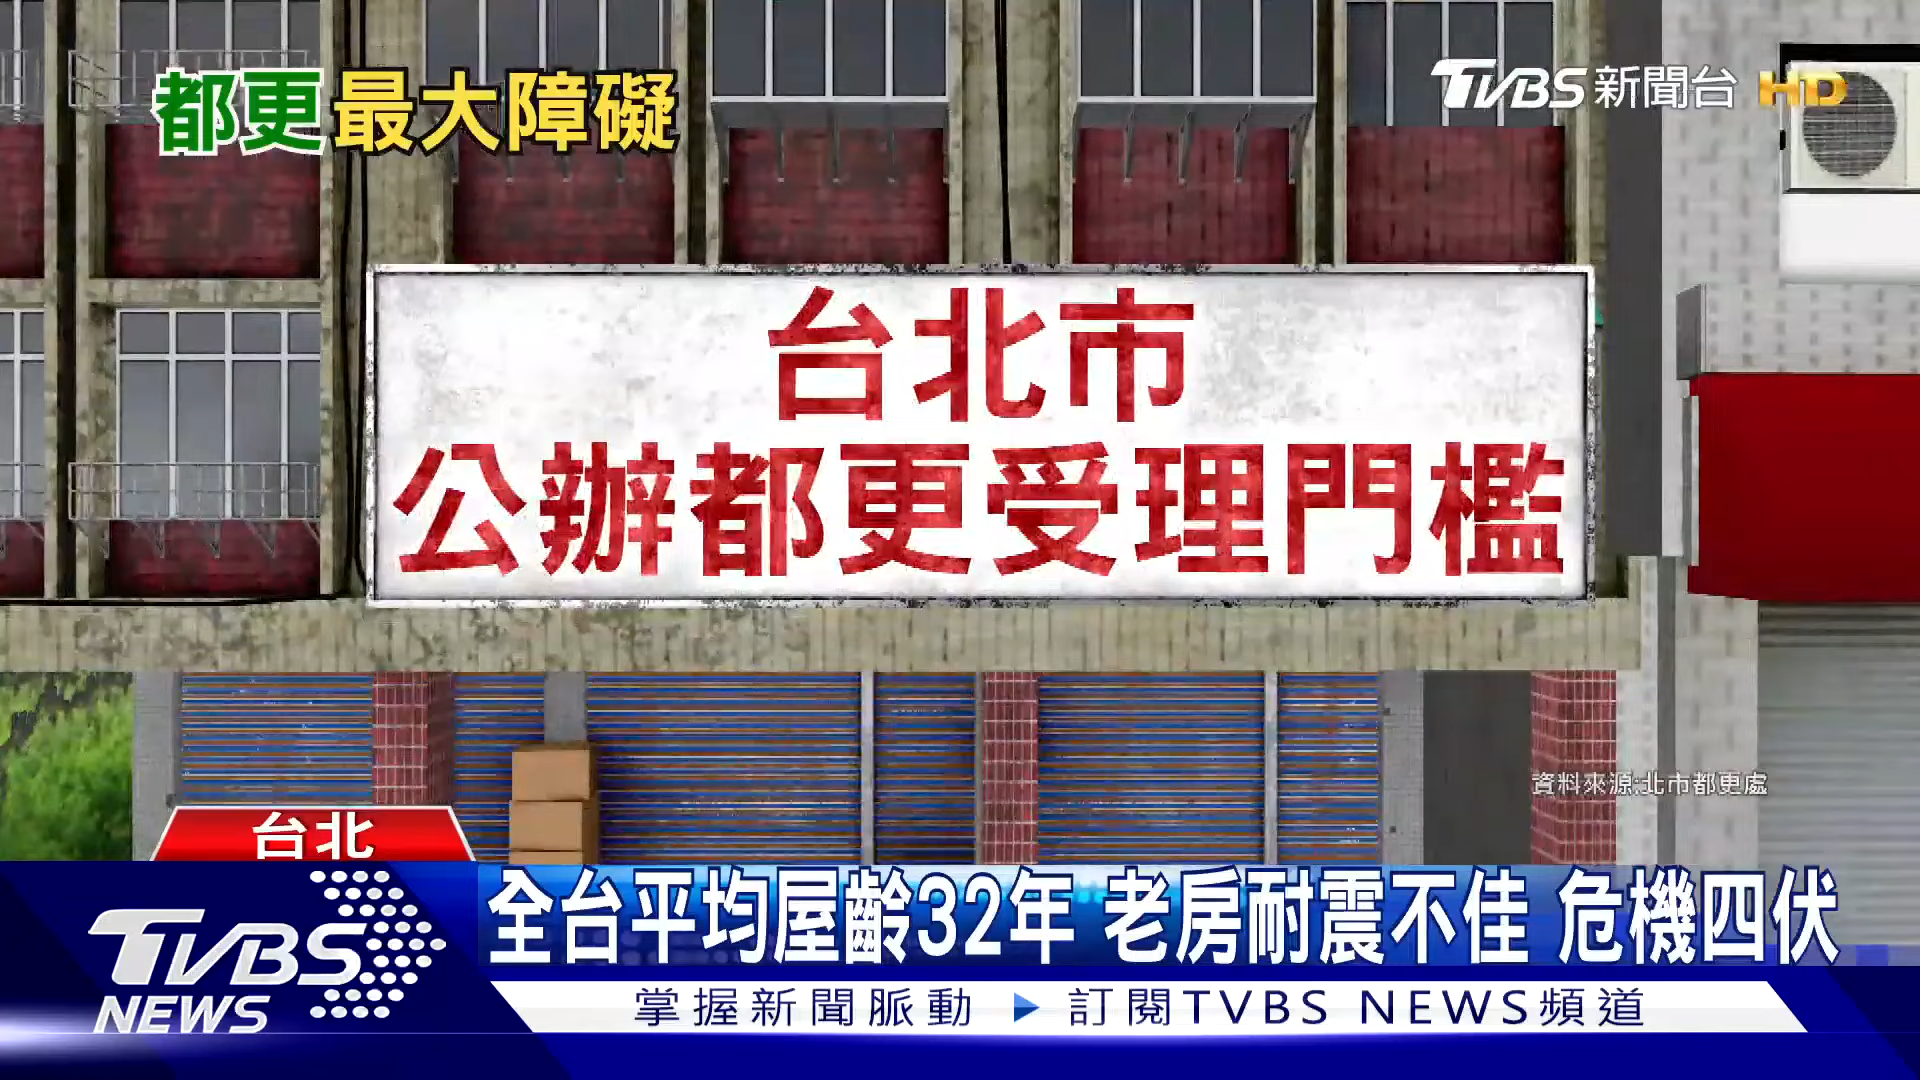 都更最大障礙
TVBS新聞台 HD
台北市
公辦都更受理門檻
資料來源:北市都更處
台北
全台平均屋齡32年 老房耐震不佳 危機四伏
TVBS NEWS
掌握新聞脈動 ▶ 訂閱TVBS NEWS頻道